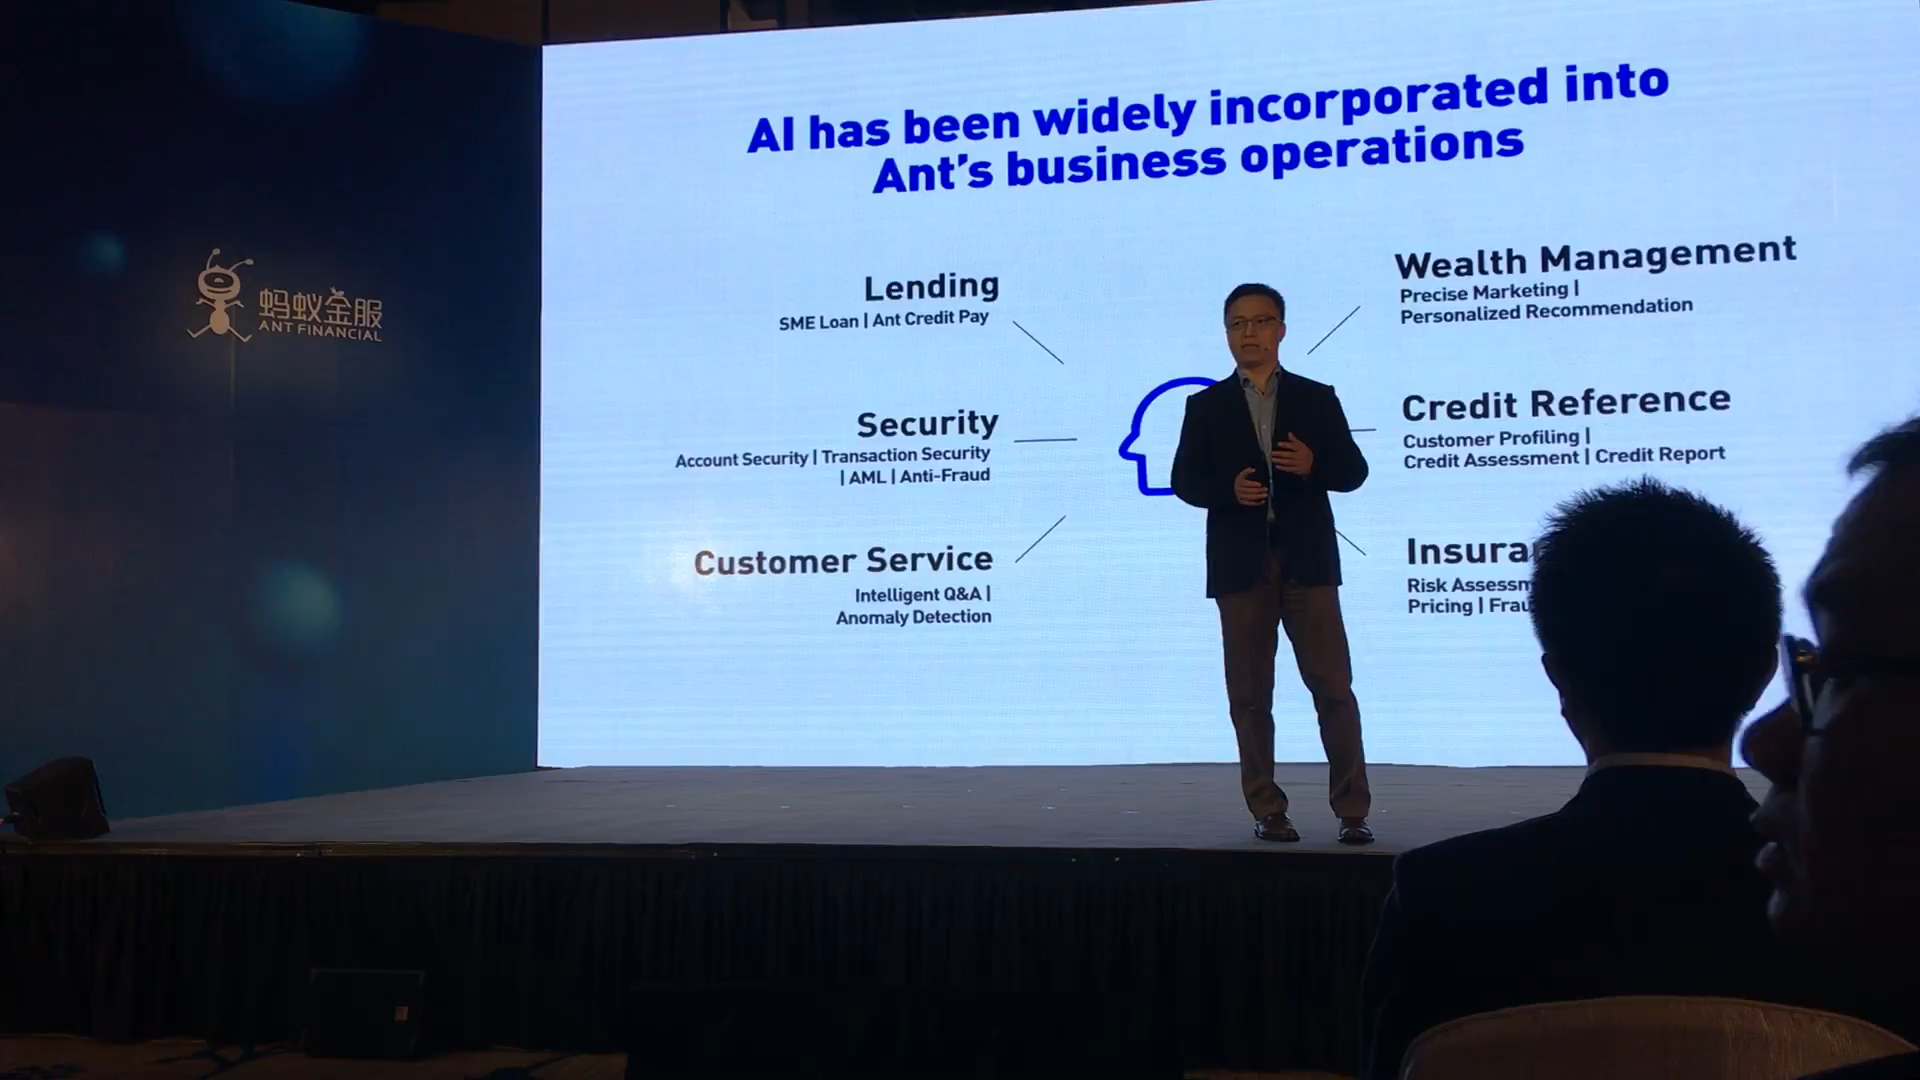 AI has been widely incorporated into
Ant's business operations
蚂蚁金服
ANT FINANCIAL
Lending
SME Loan | Ant Credit Pay
Security
Account Security | Transaction Security
| AML | Anti-Fraud
Customer Service
Intelligent Q&A |
Anomaly Detection
Wealth Management
Precise Marketing |
Personalized Recommendation
Credit Reference
Customer Profiling |
Credit Assessment | Credit Report
Risk
Pricing |